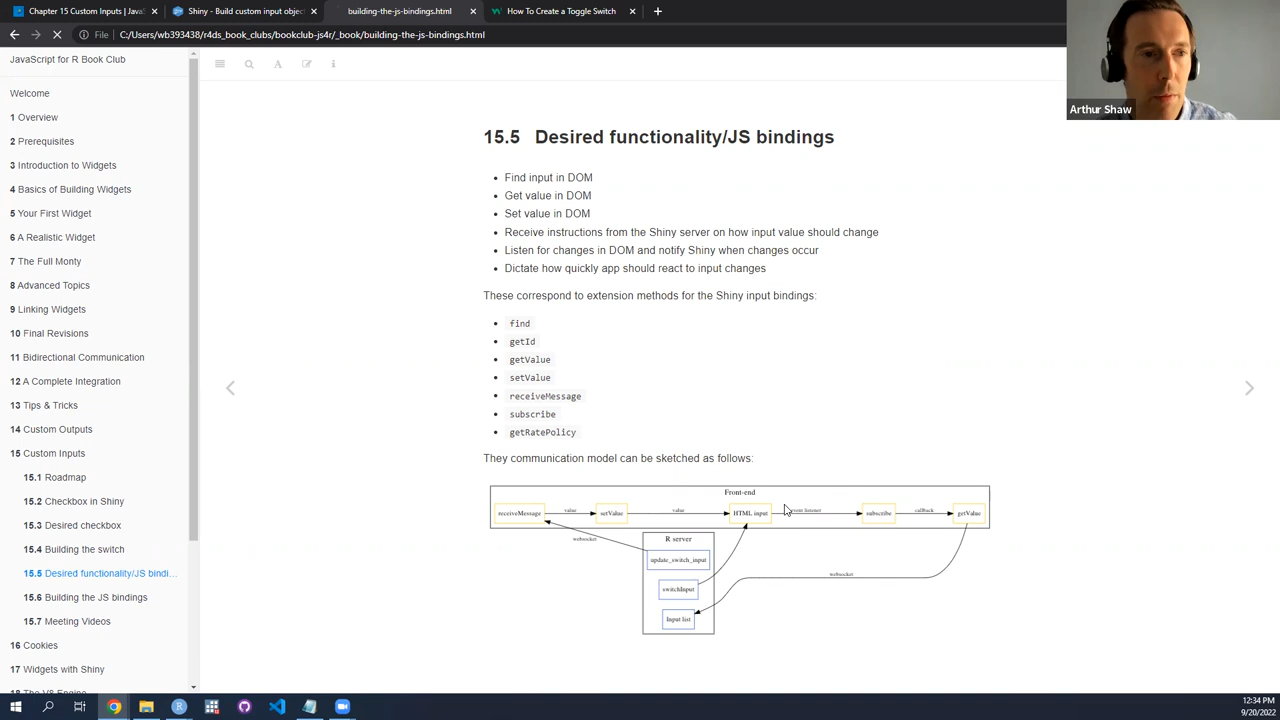 Chapter 15 Custom Inputs | JavaS
Shiny - Build custom input objec
building-the-js-bindings.html
How To Create a Toggle Switch
File
C:/Users/wb393438/r4ds_book_clubs/bookclub-js4r/_book/building-the-js-bindings.html
Arthur Shaw
JavaScript for R Book Club
Welcome
1 Overview
2 Prerequisites
3 Introduction to Widgets
4 Basics of Building Widgets
5 Your First Widget
6 A Realistic Widget
7 The Full Monty
8 Advanced Topics
9 Linking Widgets
10 Final Revisions
11 Bidirectional Communication
12 A Complete Integration
13 Tips & Tricks
14 Custom Outputs
15 Custom Inputs
15.1 Roadmap
15.2 Checkbox in Shiny
15.3 Desired checkbox
15.4 Building the switch
15.5 Desired functionality/JS bindi...
15.6 Building the JS bindings
15.7 Meeting Videos
16 Cookies
17 Widgets with Shiny
18 The V8 Engine
15.5 Desired functionality/JS bindings
Find input in DOM
Get value in DOM
Set value in DOM
Receive instructions from the Shiny server on how input value should change
Listen for changes in DOM and notify Shiny when changes occur
Dictate how quickly app should react to input changes
These correspond to extension methods for the Shiny input bindings:
find
getId
getValue
setValue
receiveMessage
subscribe
getRatePolicy
They communication model can be sketched as follows:
Front-end
receiveMessage
value
setValue
value
HTML input
listener
subscribe
callback
getValue
websocket
R server
update_switch_input
switchInput
websocket
Input list
12:34 PM
9/20/2022